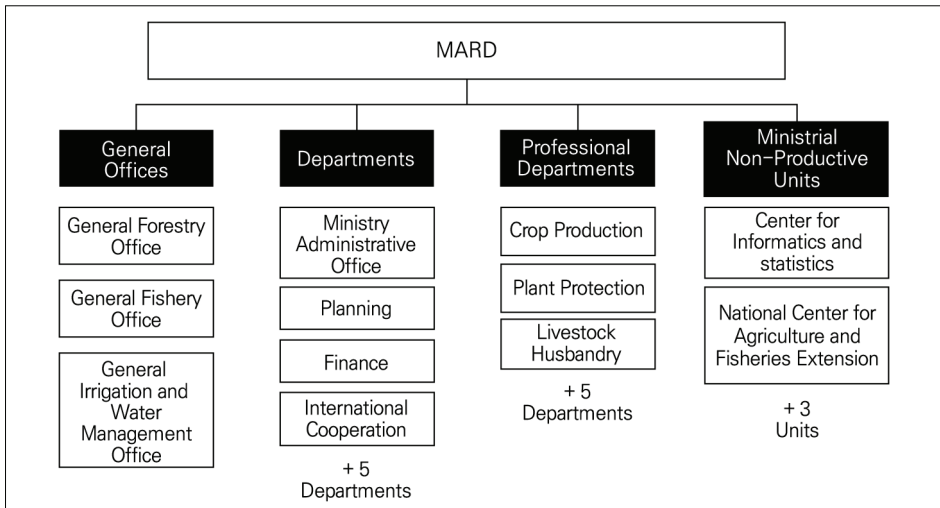 MARD
General
Offices
General Forestry
Office
General Fishery
Office
General
Irrigation and
Water
Management
Office
Departments
Ministry
Administrative
Office
Planning
Finance
International
Cooperation
+ 5
Departments
Professional
Departments
Crop Production
Plant Protection
Livestock
Husbandry
+ 5
Departments
Ministrial
Non-Productive
Units
Center for
Informatics and
statistics
National Center for
Agriculture and
Fisheries Extension
+ 3
Units